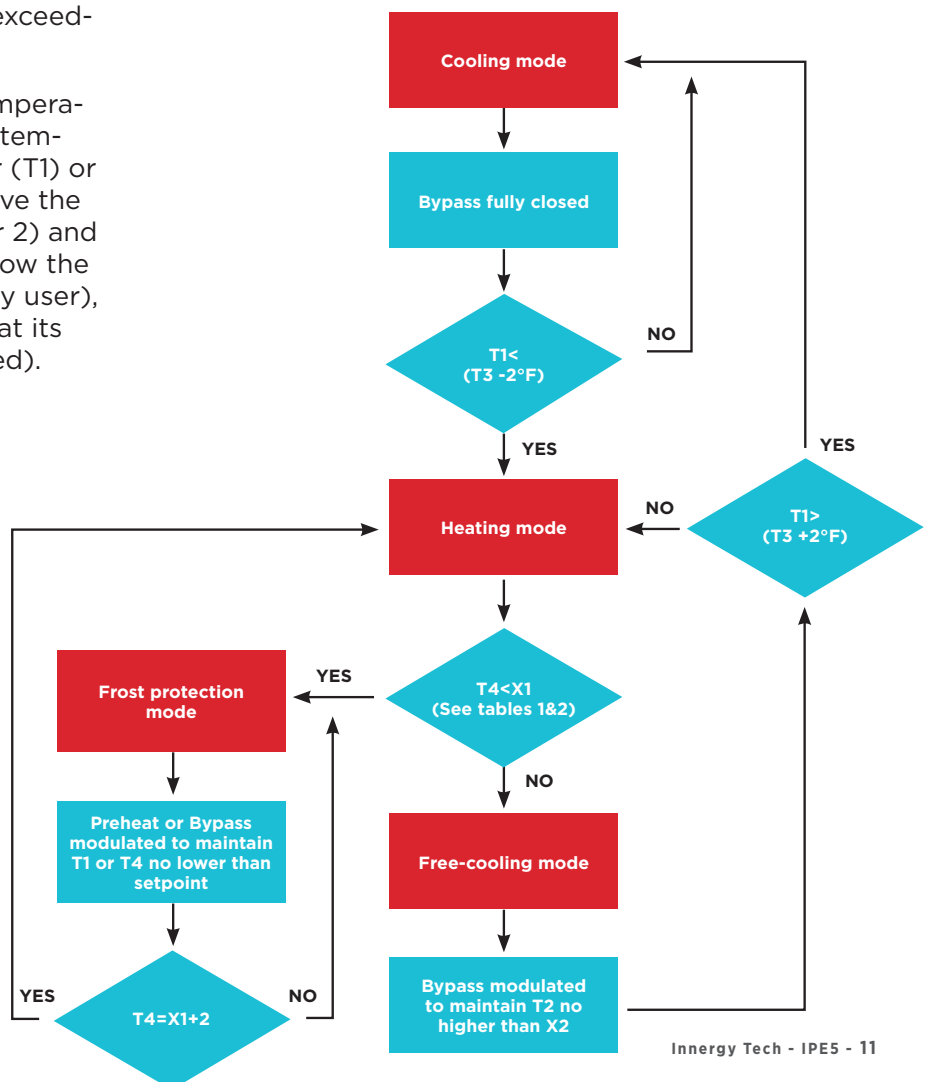 exceed-
mpera-
tem-
r (T1) or
ve the
r 2) and
ow the
y user),
at its
ed).
Cooling mode
Bypass fully closed
NO
T1<
(T3 -2°F)
YES
YES
Heating mode
NO
T1>
(T3 +2°F)
YES
T4<X1
(See tables 1&2)
Frost protection
mode
NO
Preheat or Bypass
modulated to maintain
T1 or T4 no lower than
setpoint
Free-cooling mode
YES
NO
T4=X1+2
Bypass modulated
to maintain T2 no
higher than X2
Innergy Tech - IPE5 - 11